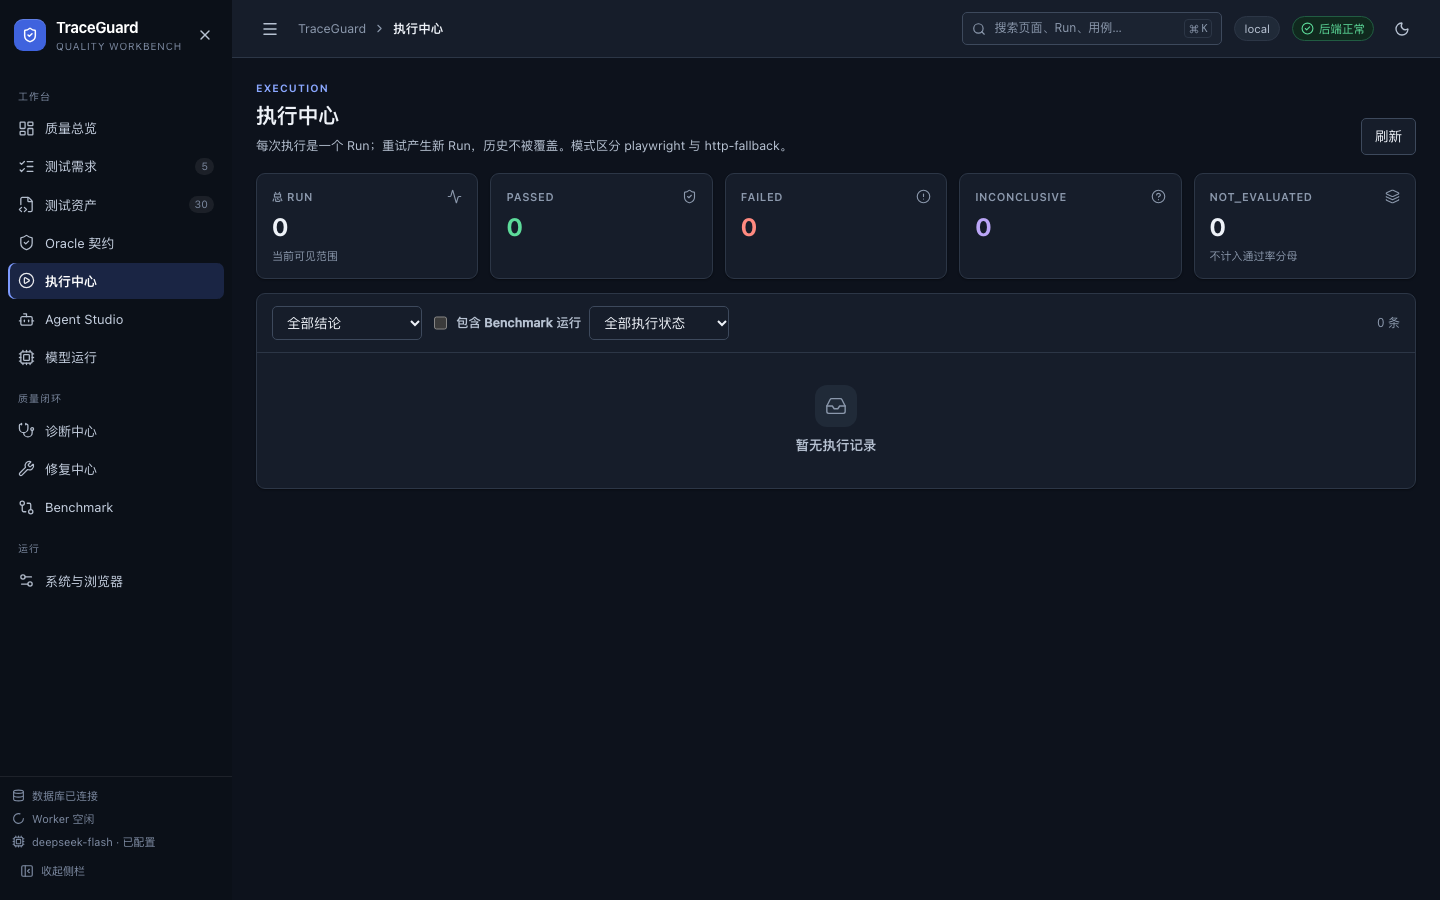 TraceGuard
QUALITY WORKBENCH
工作台
质量总览
测试需求 5
测试资产 30
Oracle 契约
执行中心
Agent Studio
模型运行
质量闭环
诊断中心
修复中心
Benchmark
运行
系统与浏览器
数据库已连接
Worker 空闲
deepseek-flash · 已配置
收起侧栏
TraceGuard > 执行中心
搜索页面、Run、用例... ⌘ K
local
后端正常
EXECUTION
执行中心
每次执行是一个 Run；重试产生新 Run，历史不被覆盖。模式区分 playwright 与 http-fallback。
刷新
总 RUN
0
当前可见范围
PASSED
0
FAILED
0
INCONCLUSIVE
0
NOT_EVALUATED
0
不计入通过率分母
全部结论 包含 Benchmark 运行 全部执行状态 0 条
暂无执行记录